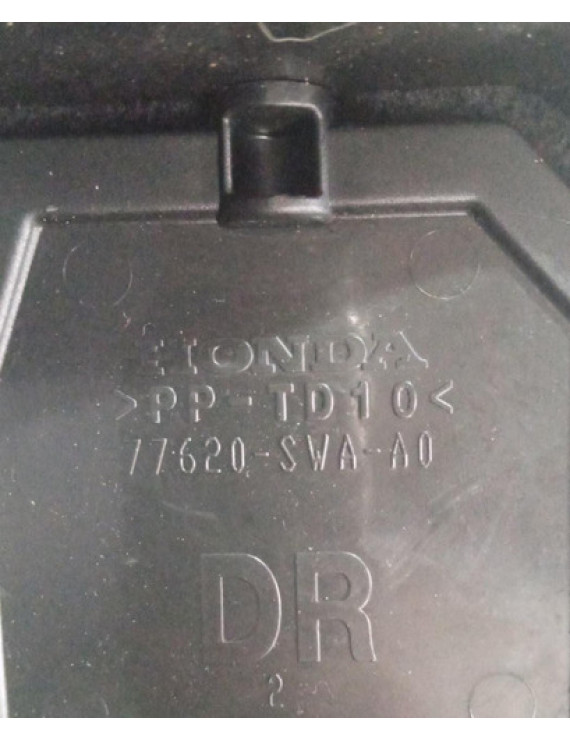 HONDA
>PP-TD10<
77620-SWA-A0
DR
2